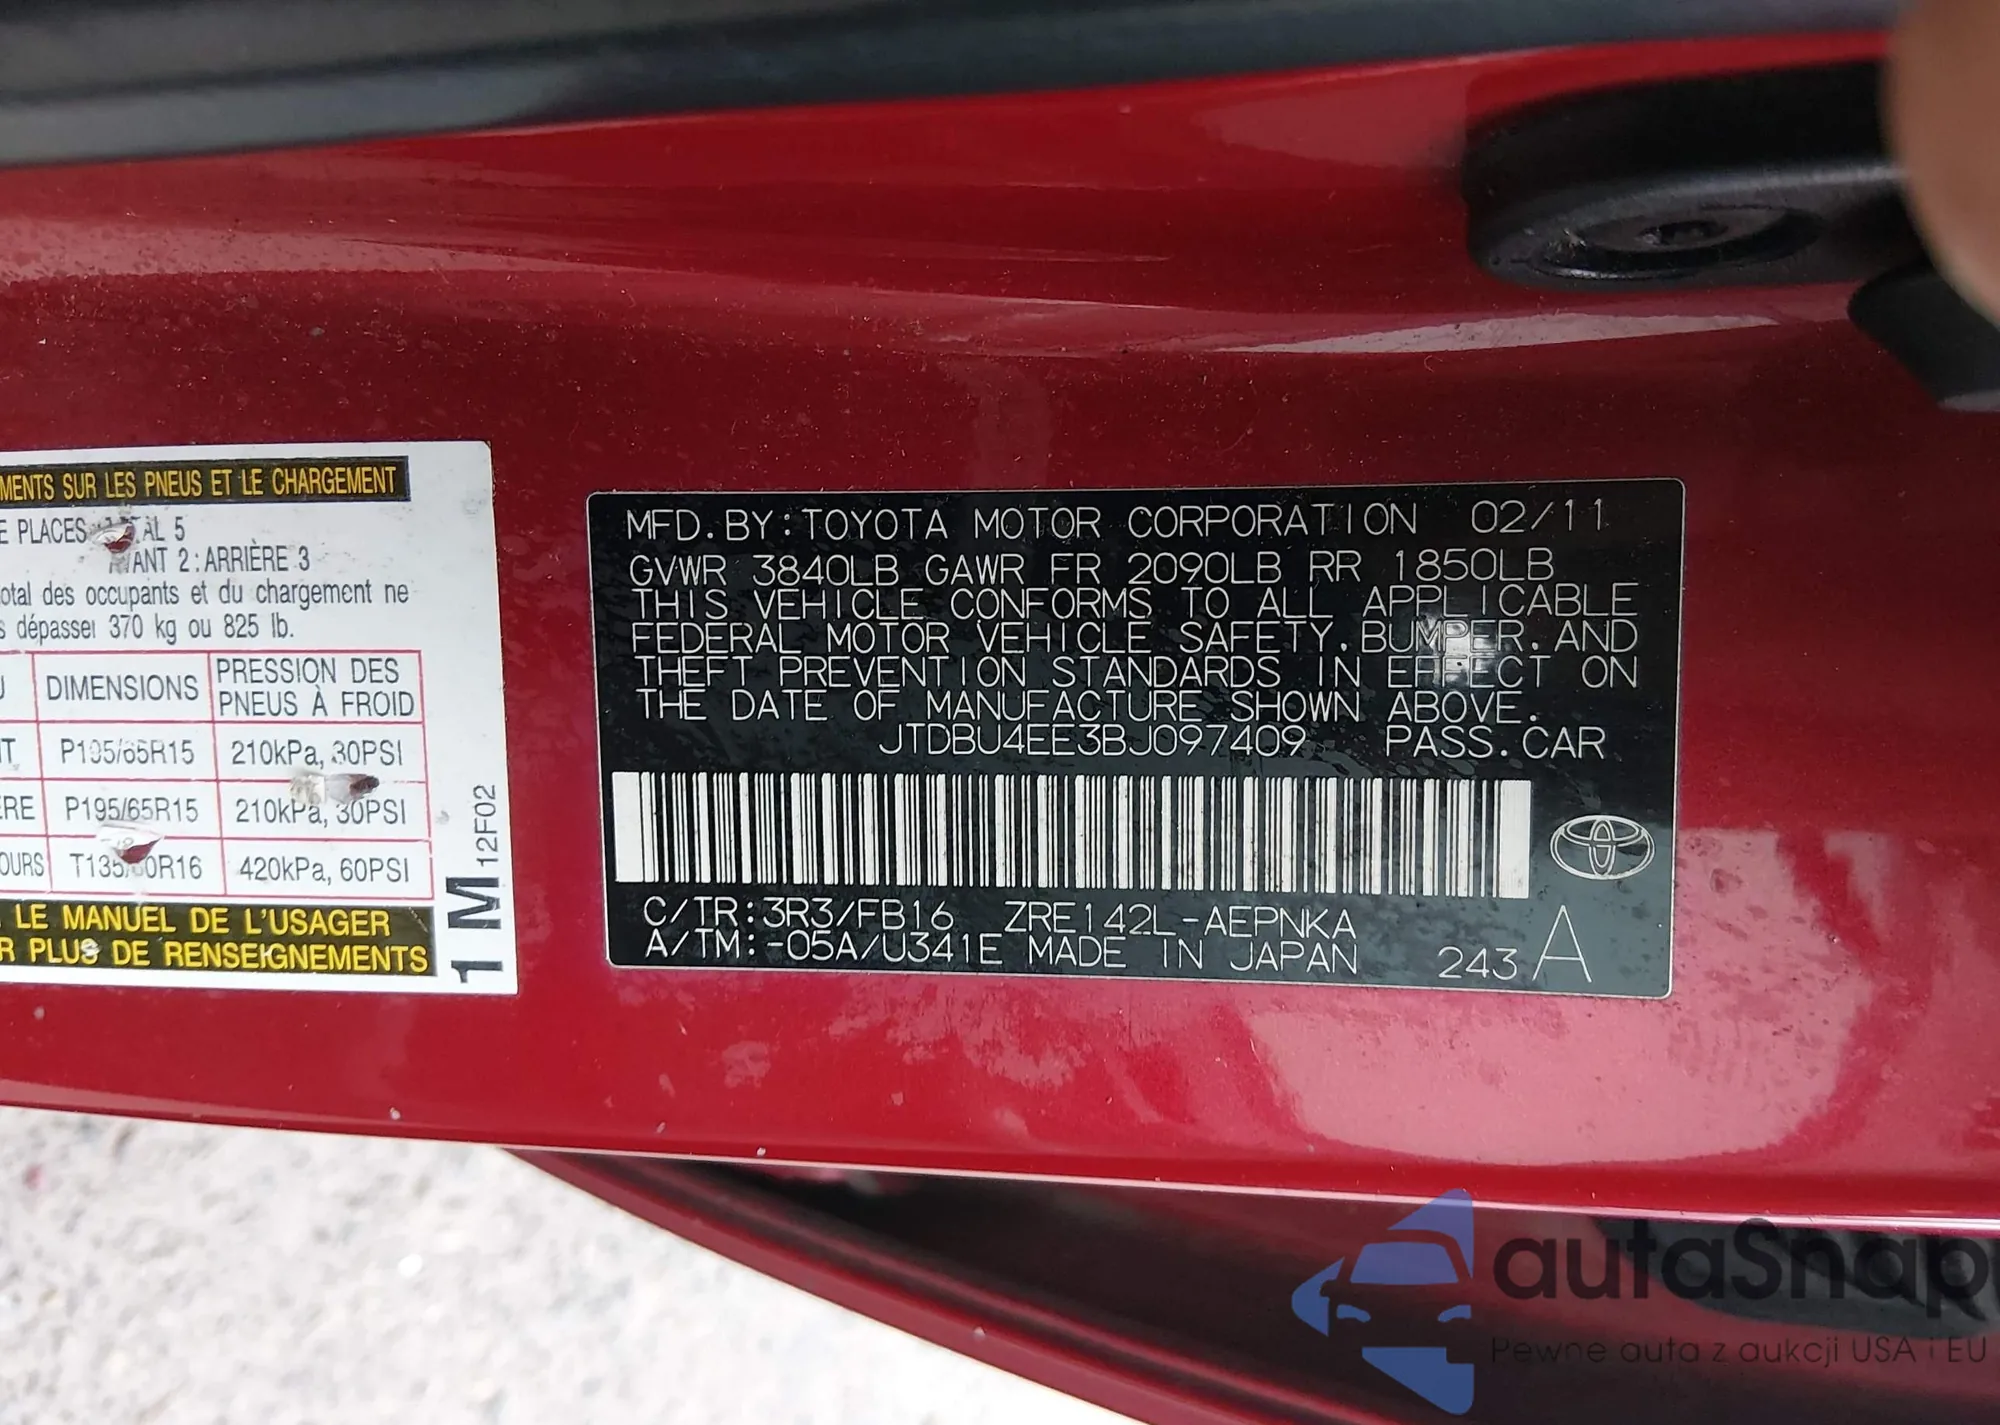 MENTS SUR LES PNEUS ET LE CHARGEMENT
E PLACES AL 5
ANT 2 : ARRIÈRE 3
otal des occupants et du chargement ne
s dépasser 370 kg ou 825 lb.
U DIMENSIONS PRESSION DES PNEUS À FROID
NT P195/65R15 210kPa, 30PSI
ÈRE P195/65R15 210kPa, 30PSI
OURS T135/ 0R16 420kPa, 60PSI
LE MANUEL DE L'USAGER
R PLUS DE RENSEIGNEMENTS
1 M 12F02
MFD. BY: TOYOTA MOTOR CORPORATION 02/11
GVWR 3840LB GAWR FR 2090LB RR 1850LB
THIS VEHICLE CONFORMS TO ALL APPLICABLE
FEDERAL MOTOR VEHICLE SAFETY, BUMPER, AND
THEFT PREVENTION STANDARDS IN EFFECT ON
THE DATE OF MANUFACTURE SHOWN ABOVE.
JTDBU4EE3BJ097409 PASS. CAR
C/TR: 3R3/FB16 ZRE142L-AEPNKA
A/TM: -05A/U341E MADE IN JAPAN 243 A
autaSnap
Pewne auta z aukcji USA i EU